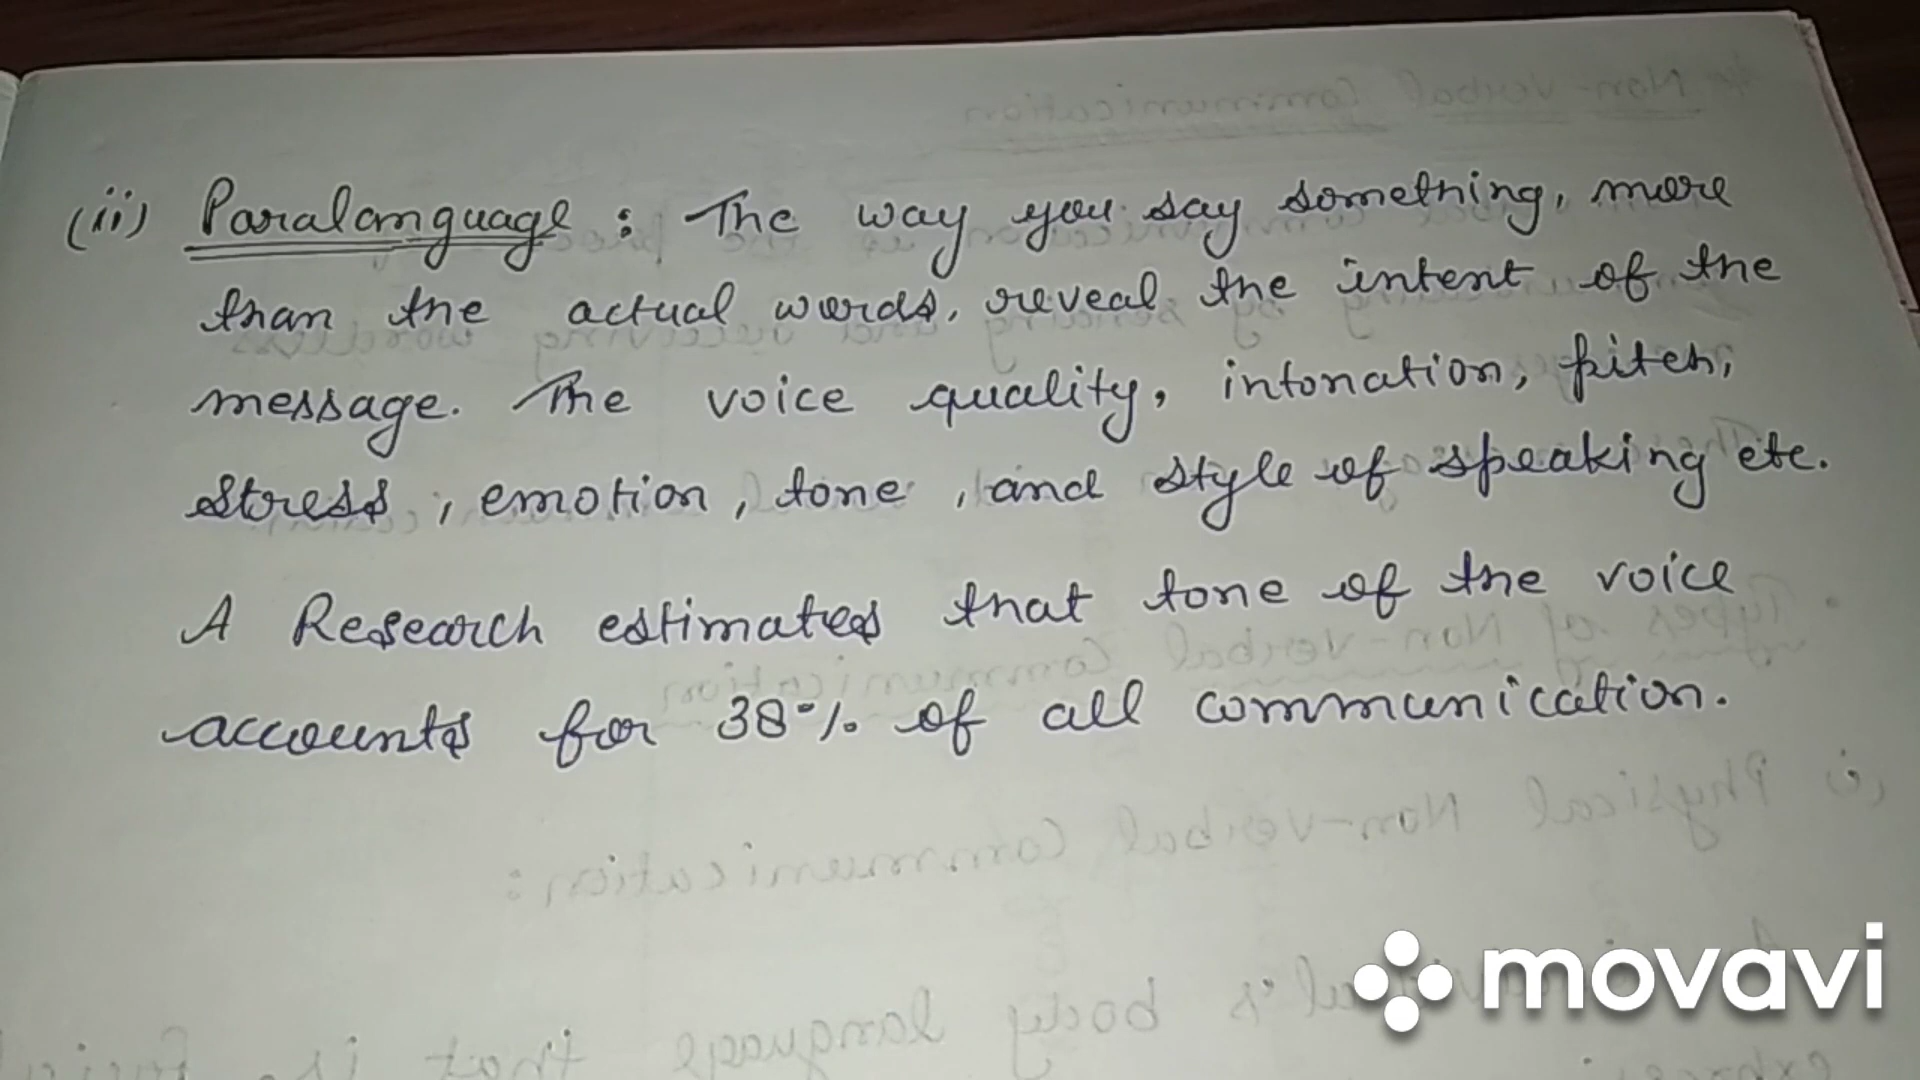 (ii) Paralanguage : The way you say something, more
than the actual words, reveal the intent of the
message. The voice quality, intonation, pitch,
stress, emotion, tone, and style of speaking etc.
A Research estimates that tone of the voice
accounts for 38% of all communication.
movavi